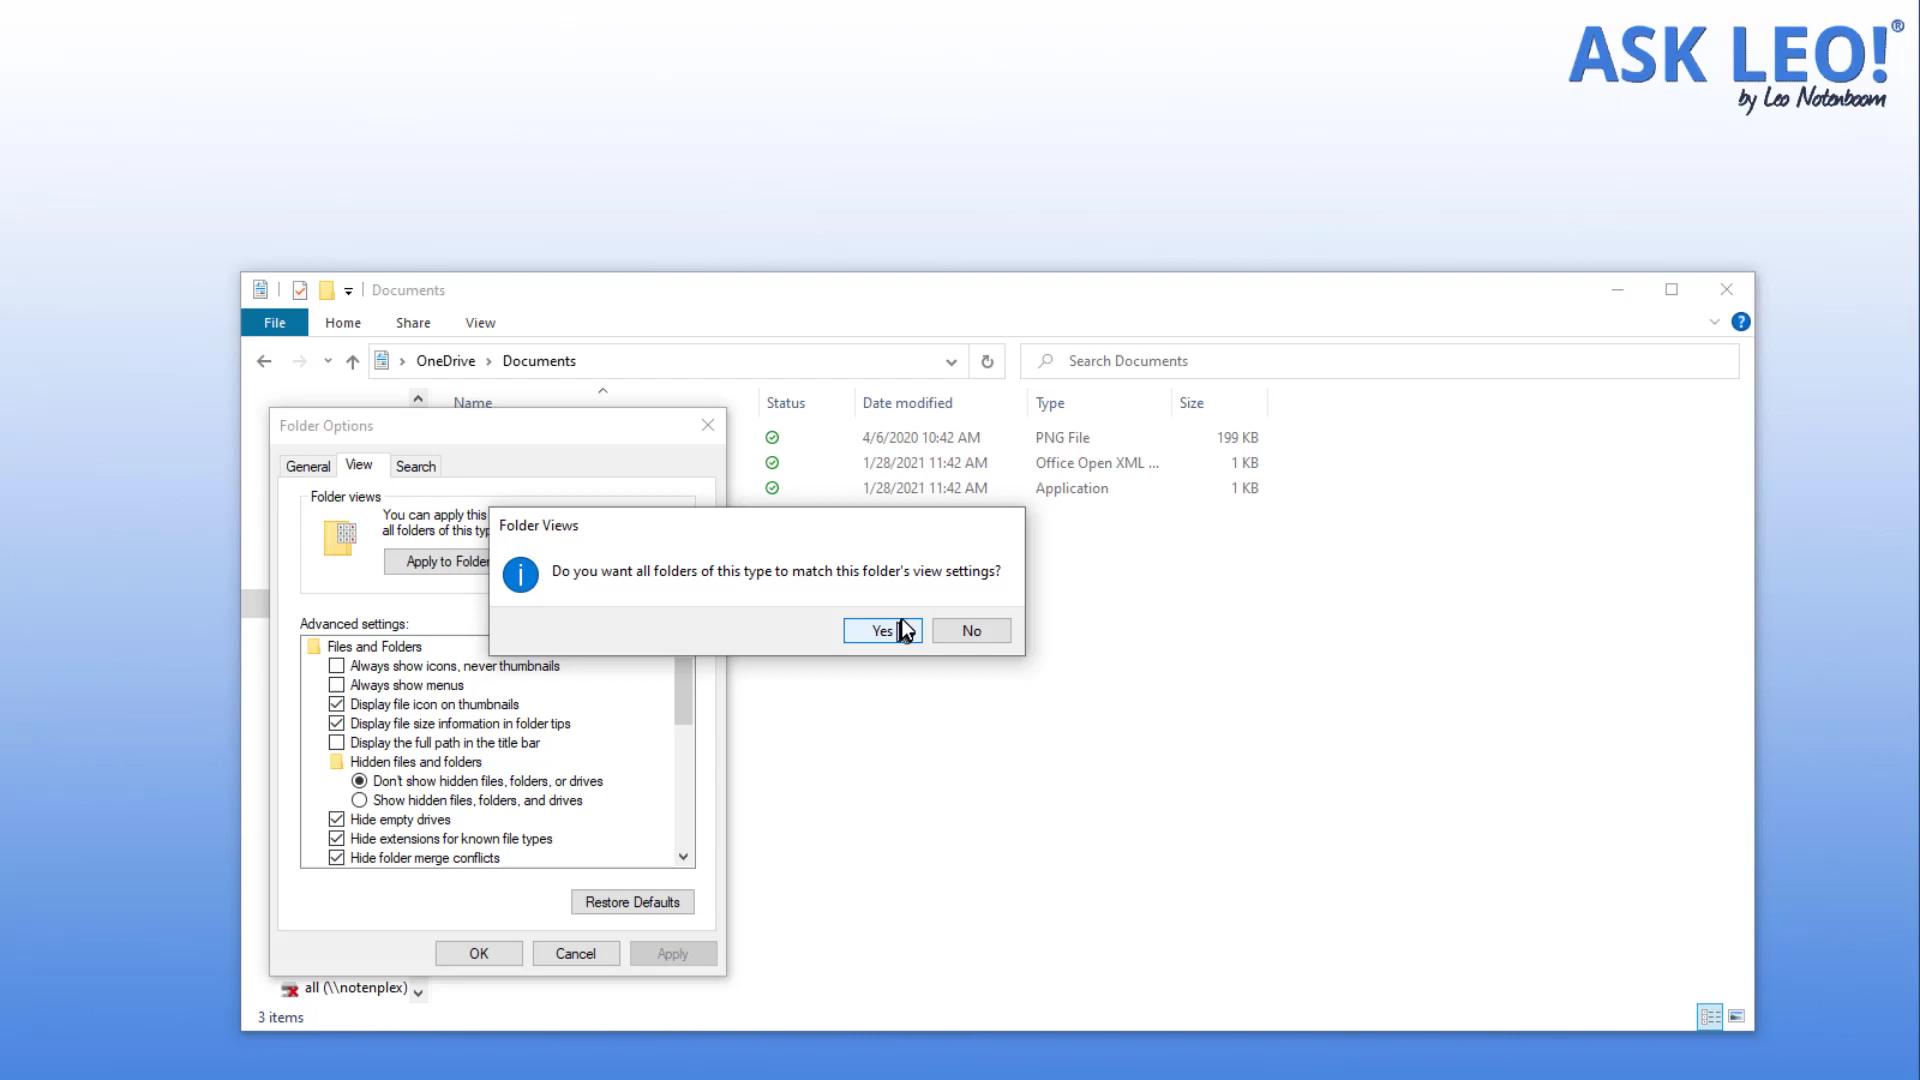 ASK LEO!®
by Leo Notenboom
Documents
File Home Share View
OneDrive Documents
Search Documents
Name Status Date modified Type Size
4/6/2020 10:42 AM PNG File 199 KB
1/28/2021 11:42 AM Office Open XML ... 1 KB
1/28/2021 11:42 AM Application 1 KB
Folder Options
General View Search
Folder views
You can apply this
all folders of this typ
Apply to Folder
Folder Views
Do you want all folders of this type to match this folder's view settings?
Yes No
Advanced settings:
Files and Folders
Always show icons, never thumbnails
Always show menus
Display file icon on thumbnails
Display file size information in folder tips
Display the full path in the title bar
Hidden files and folders
Don't show hidden files, folders, or drives
Show hidden files, folders, and drives
Hide empty drives
Hide extensions for known file types
Hide folder merge conflicts
Restore Defaults
OK Cancel Apply
all (\\notenplex)
3 items